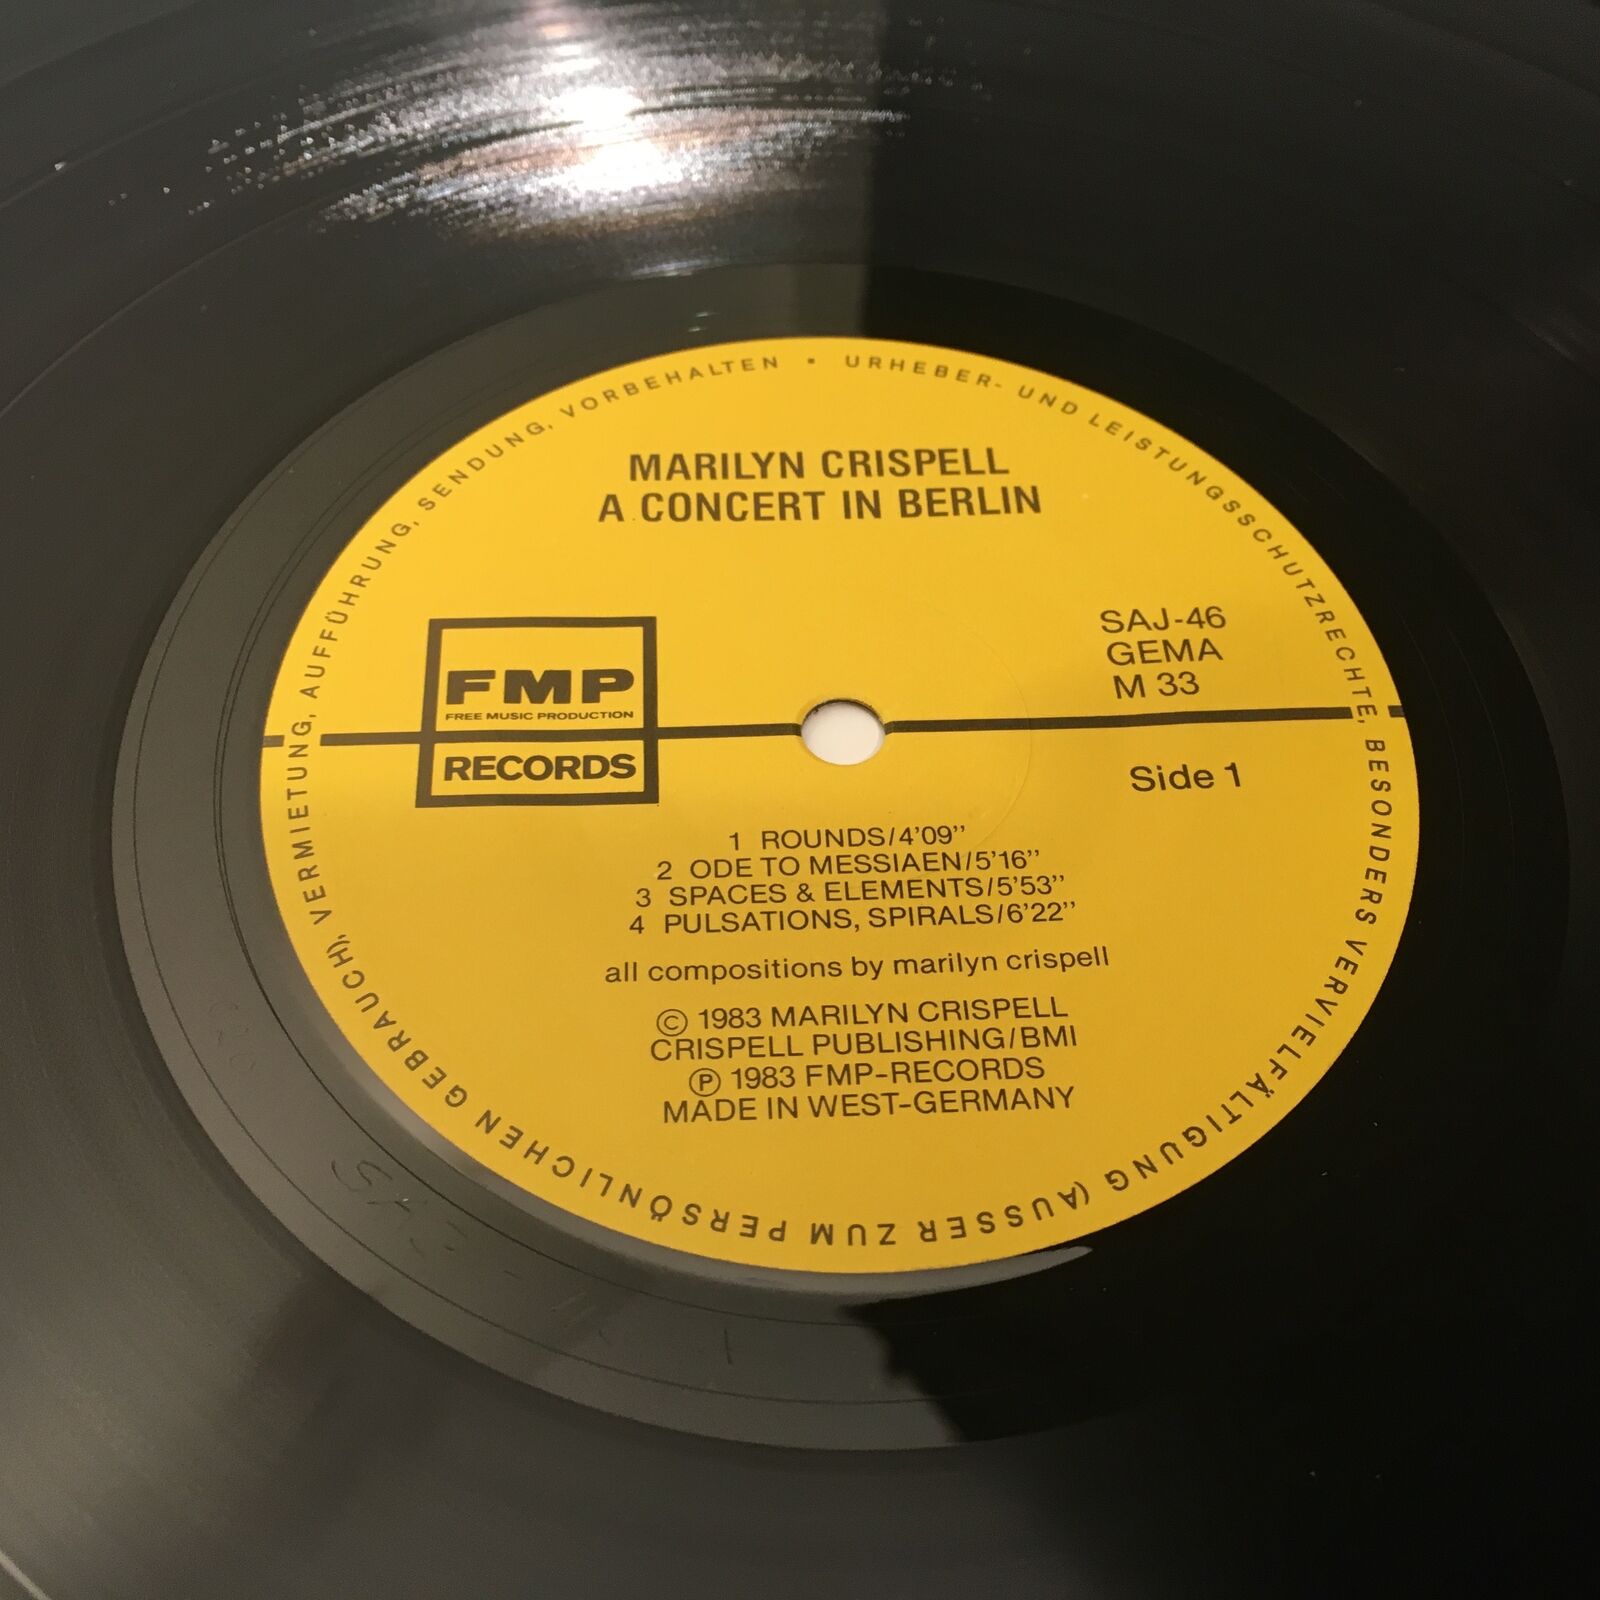 URHEBER- UND LEISTUNGSSCHUTZRECHTE, BESONDERS VERVIELFÄLTIGUNG (AUSSER ZUM PERSÖNLICHEN GEBRAUCH), VERMIETUNG, AUFFÜHRUNG, SENDUNG, VORBEHALTEN •
MARILYN CRISPELL
A CONCERT IN BERLIN
FMP
FREE MUSIC PRODUCTION
RECORDS
SAJ-46
GEMA
M 33
Side 1
1 ROUNDS/4'09"
2 ODE TO MESSIAEN/5'16"
3 SPACES & ELEMENTS/5'53"
4 PULSATIONS, SPIRALS/6'22"
all compositions by marilyn crispell
© 1983 MARILYN CRISPELL
CRISPELL PUBLISHING/BMI
℗ 1983 FMP-RECORDS
MADE IN WEST-GERMANY